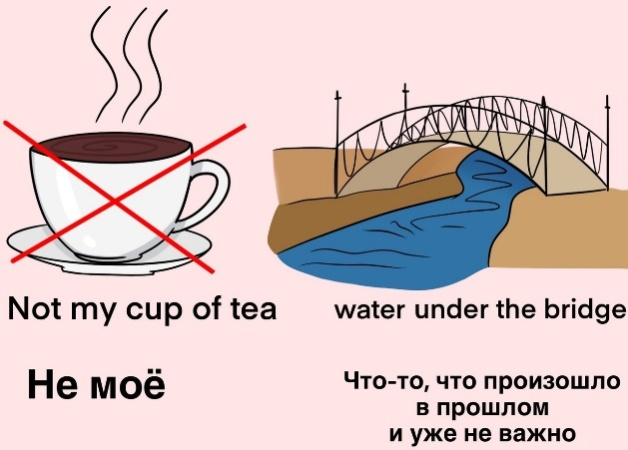 Not my cup of tea
Не моё
water under the bridge
Что-то, что произошло
в прошлом
и уже не важно